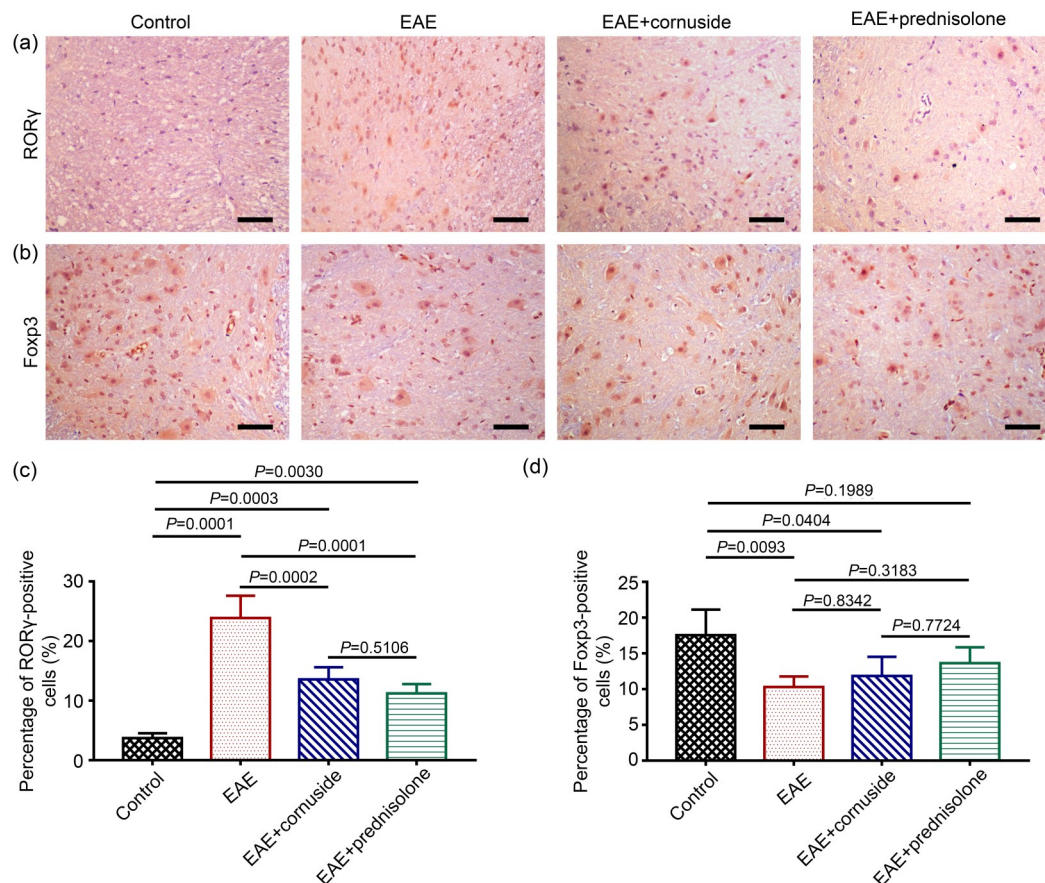 Control EAE EAE+cornuside EAE+prednisolone
(a)
RORγ
(b)
Foxp3
(c)
P=0.0030
P=0.0003
P=0.0001
P=0.0001
P=0.0002
P=0.5106
Percentage of RORγ-positive
cells (%)
30
20
10
0
Control
EAE
EAE+cornuside
EAE+prednisolone
(d)
P=0.1989
P=0.0404
P=0.0093
P=0.3183
P=0.8342
P=0.7724
Percentage of Foxp3-positive
cells (%)
25
20
15
10
5
0
Control
EAE
EAE+cornuside
EAE+prednisolone